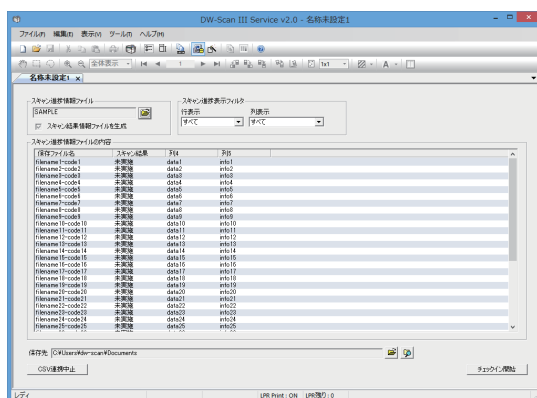 DW-Scan III Service v2.0 - 名称未設定1
ファイル(F) 編集(E) 表示(V) ツール(T) ヘルプ(H)
全体表示 1 1x1
名称未設定1 x
スキャン進捗情報ファイル
SAMPLE
スキャン結果情報ファイルを生成
スキャン進捗表示フィルタ
行表示 列表示
すべて すべて
スキャン進捗情報ファイルの内容
保存ファイル名 スキャン結果 列4 列5
filename1-code1 未実施 data1 info1
filename2-code2 未実施 data2 info2
filename3-code3 未実施 data3 info3
filename4-code4 未実施 data4 info4
filename5-code5 未実施 data5 info5
filename6-code6 未実施 data6 info6
filename7-code7 未実施 data7 info7
filename8-code8 未実施 data8 info8
filename9-code9 未実施 data9 info9
filename10-code10 未実施 data10 info10
filename11-code11 未実施 data11 info11
filename12-code12 未実施 data12 info12
filename13-code13 未実施 data13 info13
filename14-code14 未実施 data14 info14
filename15-code15 未実施 data15 info15
filename16-code16 未実施 data16 info16
filename17-code17 未実施 data17 info17
filename18-code18 未実施 data18 info18
filename19-code19 未実施 data19 info19
filename20-code20 未実施 data20 info20
filename21-code21 未実施 data21 info21
filename22-code22 未実施 data22 info22
filename23-code23 未実施 data23 info23
filename24-code24 未実施 data24 info24
filename25-code25 未実施 data25 info25
保存先 C:¥Users¥dw-scan¥Documents
CSV連携中止 チェックイン開始
レディ LPR Print : ON LPR残り : 0